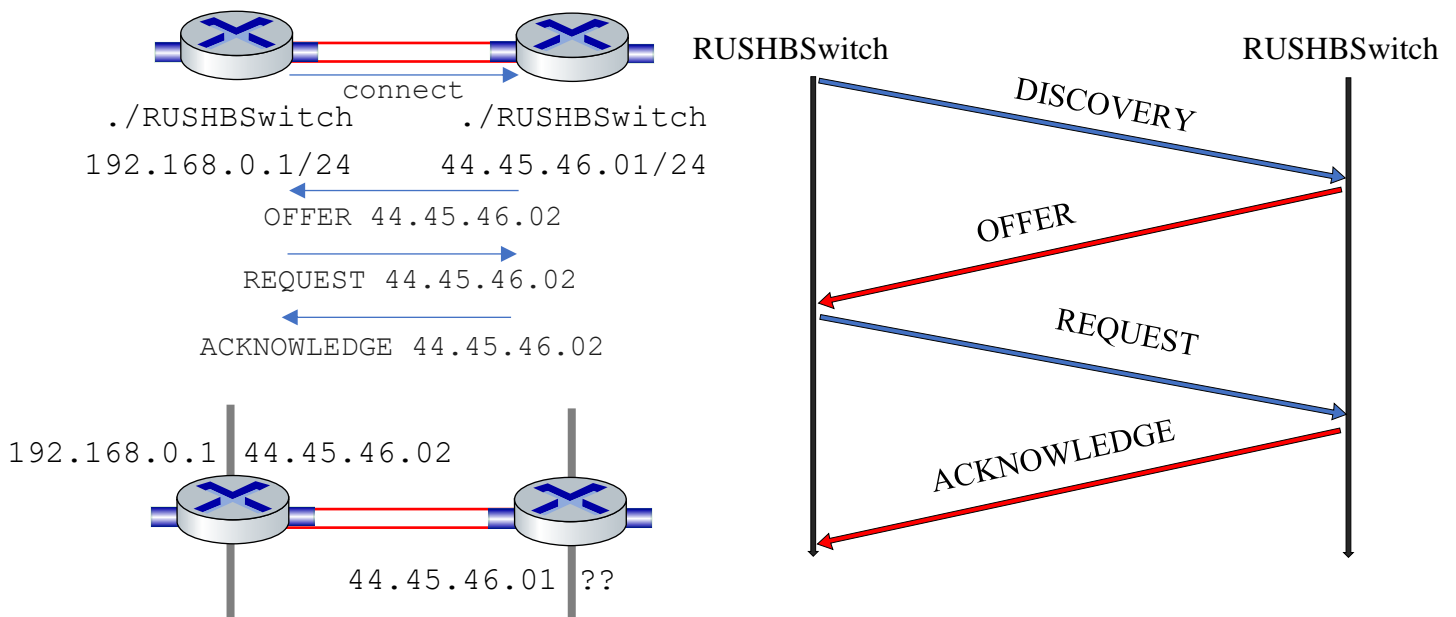 connect
./RUSHBSwitch ./RUSHBSwitch
192.168.0.1/24 44.45.46.01/24
OFFER 44.45.46.02
REQUEST 44.45.46.02
ACKNOWLEDGE 44.45.46.02
192.168.0.1 44.45.46.02
44.45.46.01 ??
RUSHBSwitch RUSHBSwitch
DISCOVERY
OFFER
REQUEST
ACKNOWLEDGE